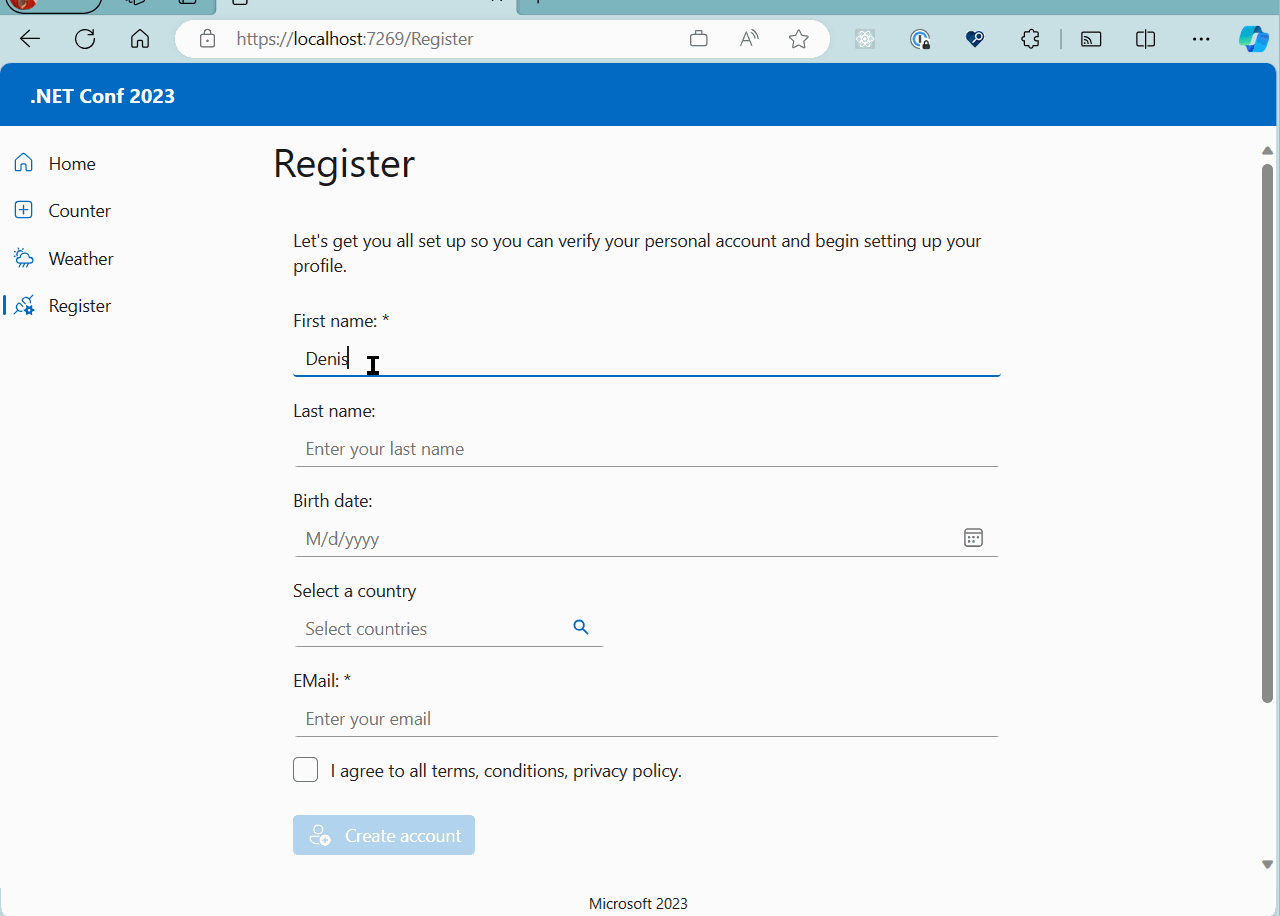 https://localhost:7269/Register
.NET Conf 2023
Home
Counter
Weather
Register
Register
Let's get you all set up so you can verify your personal account and begin setting up your
profile.
First name: *
Denis
Last name:
Enter your last name
Birth date:
M/d/yyyy
Select a country
Select countries
EMail: *
Enter your email
I agree to all terms, conditions, privacy policy.
Create account
Microsoft 2023